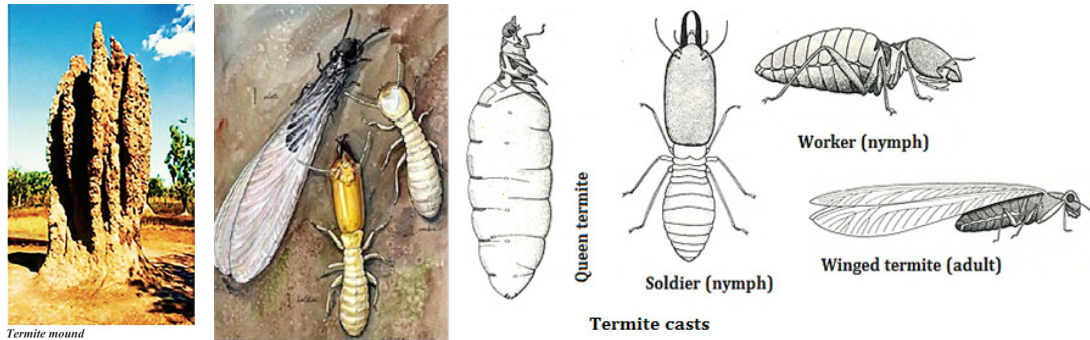 Termite mound
Queen termite
Soldier (nymph)
Worker (nymph)
Winged termite (adult)
Termite casts